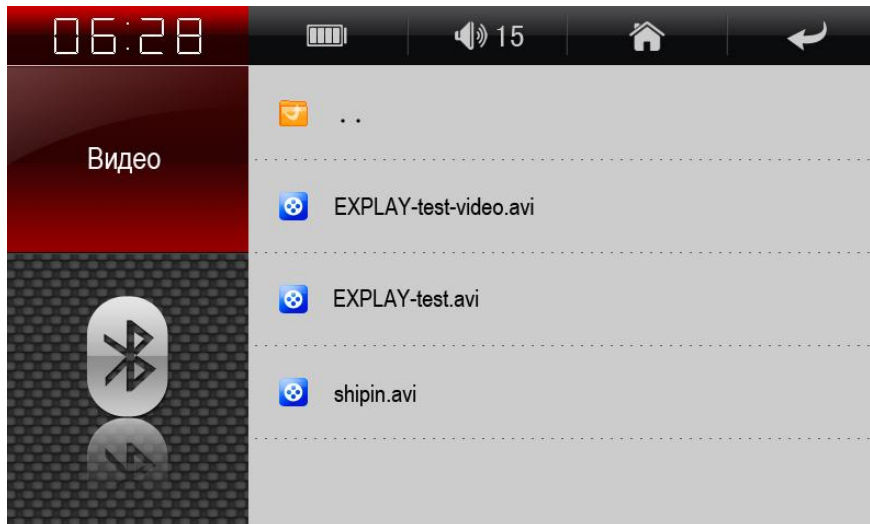 06:28
15
Видео
. .
EXPLAY-test-video.avi
EXPLAY-test.avi
shipin.avi